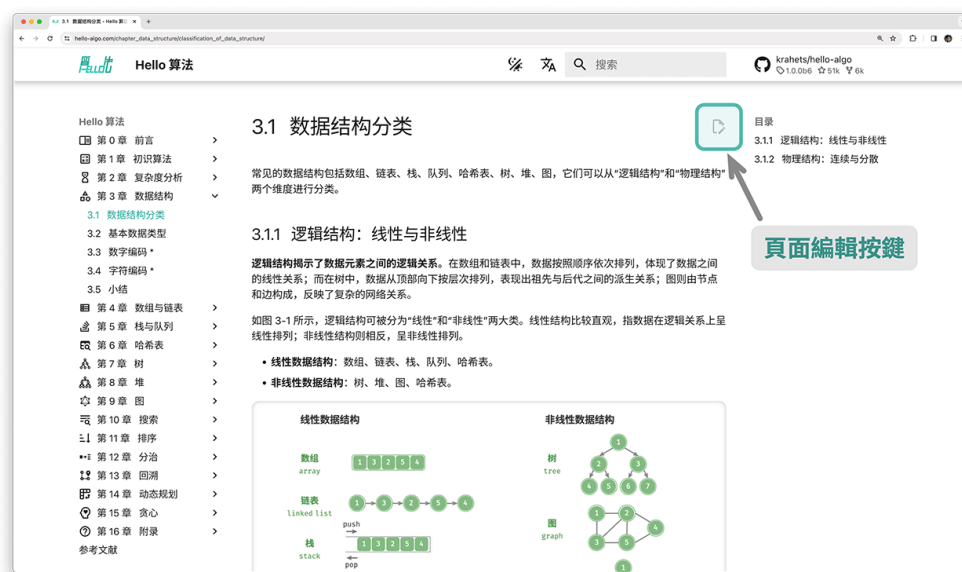 3.1 数据结构分类 - Hello 算法
hello-algo.com/chapter_data_structure/classification_of_data_structure/
Hello 算法
搜索
krahets/hello-algo
1.0.0b6 51k 6k
Hello 算法
第 0 章 前言
第 1 章 初识算法
第 2 章 复杂度分析
第 3 章 数据结构
3.1 数据结构分类
3.2 基本数据类型
3.3 数字编码 *
3.4 字符编码 *
3.5 小结
第 4 章 数组与链表
第 5 章 栈与队列
第 6 章 哈希表
第 7 章 树
第 8 章 堆
第 9 章 图
第 10 章 搜索
第 11 章 排序
第 12 章 分治
第 13 章 回溯
第 14 章 动态规划
第 15 章 贪心
第 16 章 附录
参考文献
3.1 数据结构分类
常见的数据结构包括数组、链表、栈、队列、哈希表、树、堆、图，它们可以从“逻辑结构”和“物理结构”
两个维度进行分类。
3.1.1 逻辑结构：线性与非线性
逻辑结构揭示了数据元素之间的逻辑关系。在数组和链表中，数据按照顺序依次排列，体现了数据之间
的线性关系；而在树中，数据从顶部向下按层次排列，表现出祖先与后代之间的派生关系；图则由节点
和边构成，反映了复杂的网络关系。
如图 3-1 所示，逻辑结构可被分为“线性”和“非线性”两大类。线性结构比较直观，指数据在逻辑关系上呈
线性排列；非线性结构则相反，呈非线性排列。
• 线性数据结构：数组、链表、栈、队列、哈希表。
• 非线性数据结构：树、堆、图、哈希表。
线性数据结构
数组
array
1 3 2 5 4
链表
linked list
1 3 2 5 4
栈
stack
push
1 3 2 5 4
pop
非线性数据结构
树
tree
1
2 3
4 5 6 7
图
graph
1 2
4
3 5
1
目录
3.1.1 逻辑结构：线性与非线性
3.1.2 物理结构：连续与分散
頁面編輯按鍵